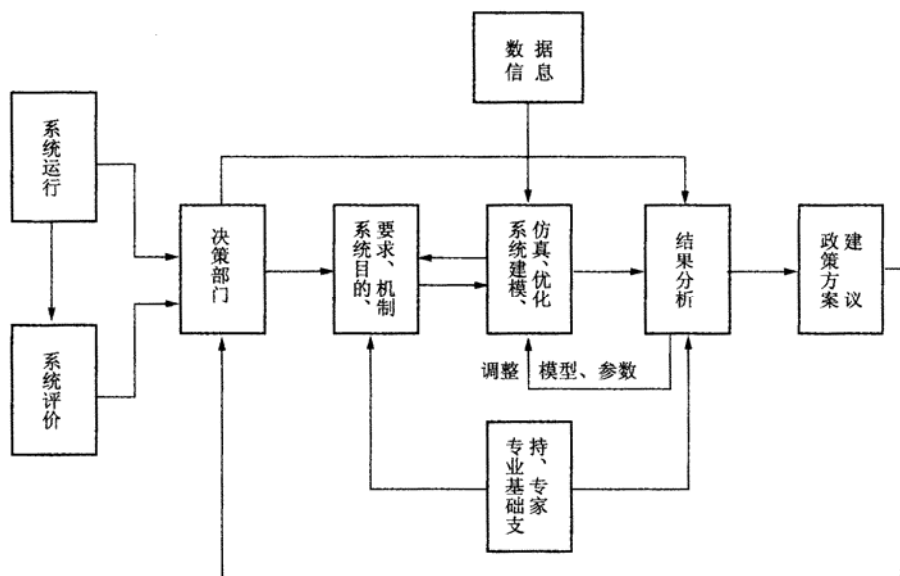 数据
信息
系统运行
系统评价
决策部门
系统目的、
要求、机制
系统建模、
仿真、优化
结果分析
政策方案
建议
调整 模型、参数
专业基础支
持、专家